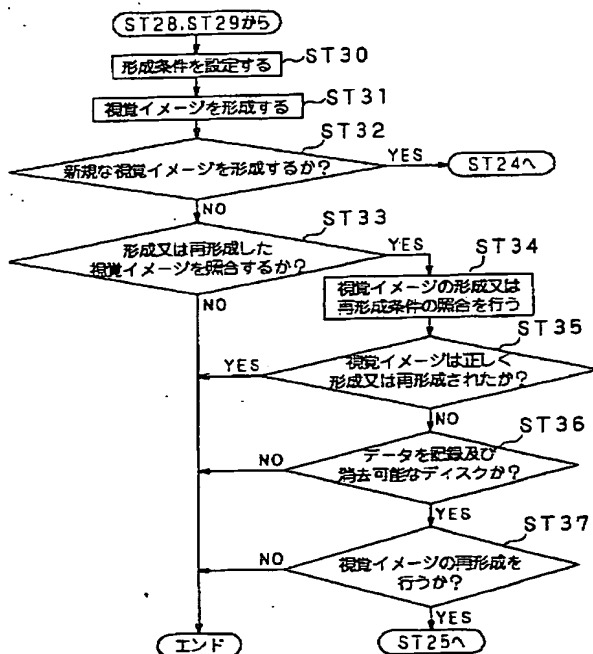 ST28,ST29から
形成条件を設定する
ST30
視覚イメージを形成する
ST31
ST32
新規な視覚イメージを形成するか?
YES
ST24へ
NO
ST33
形成又は再形成した
視覚イメージを照合するか?
YES
NO
ST34
視覚イメージの形成又は
再形成条件の照合を行う
ST35
視覚イメージは正しく
形成又は再形成されたか?
YES
NO
ST36
データを記録及び
消去可能なディスクか?
NO
YES
ST37
視覚イメージの再形成を
行うか?
NO
YES
エンド
ST25へ